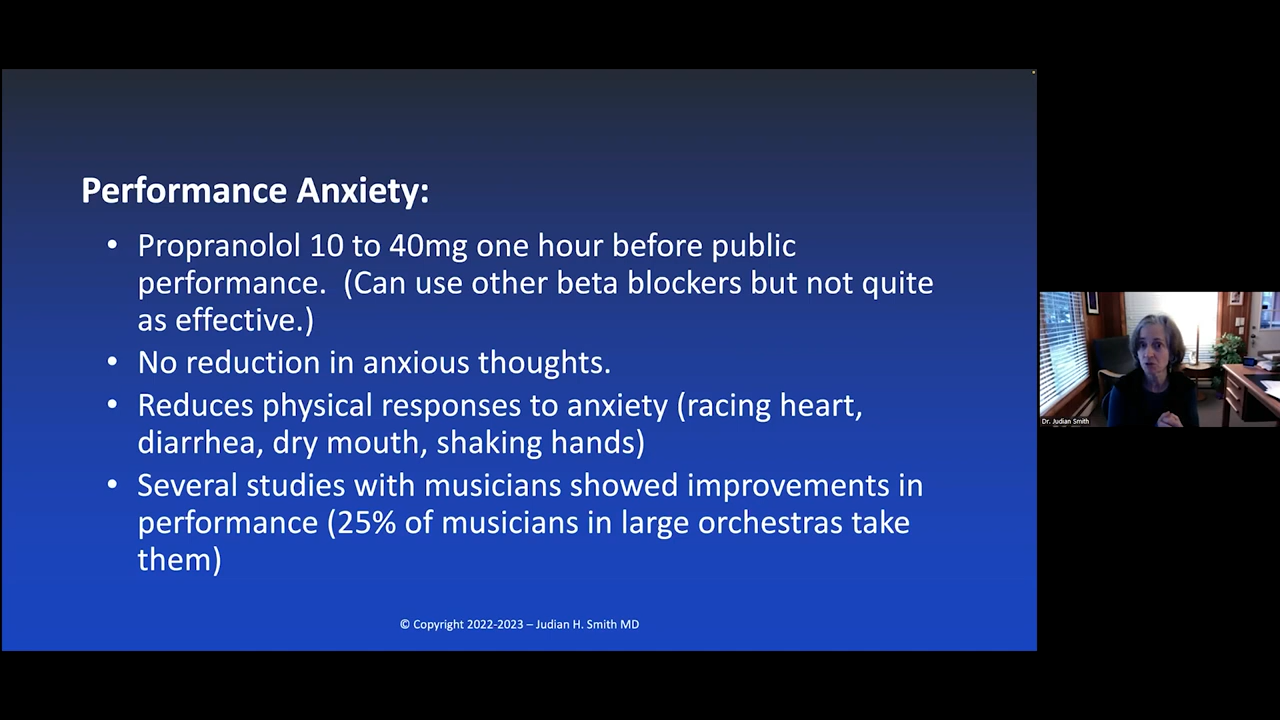 Performance Anxiety:
• Propranolol 10 to 40mg one hour before public
performance.  (Can use other beta blockers but not quite
as effective.)
• No reduction in anxious thoughts.
• Reduces physical responses to anxiety (racing heart,
diarrhea, dry mouth, shaking hands)
• Several studies with musicians showed improvements in
performance (25% of musicians in large orchestras take
them)
© Copyright 2022-2023 – Judian H. Smith MD
Dr. Judian Smith